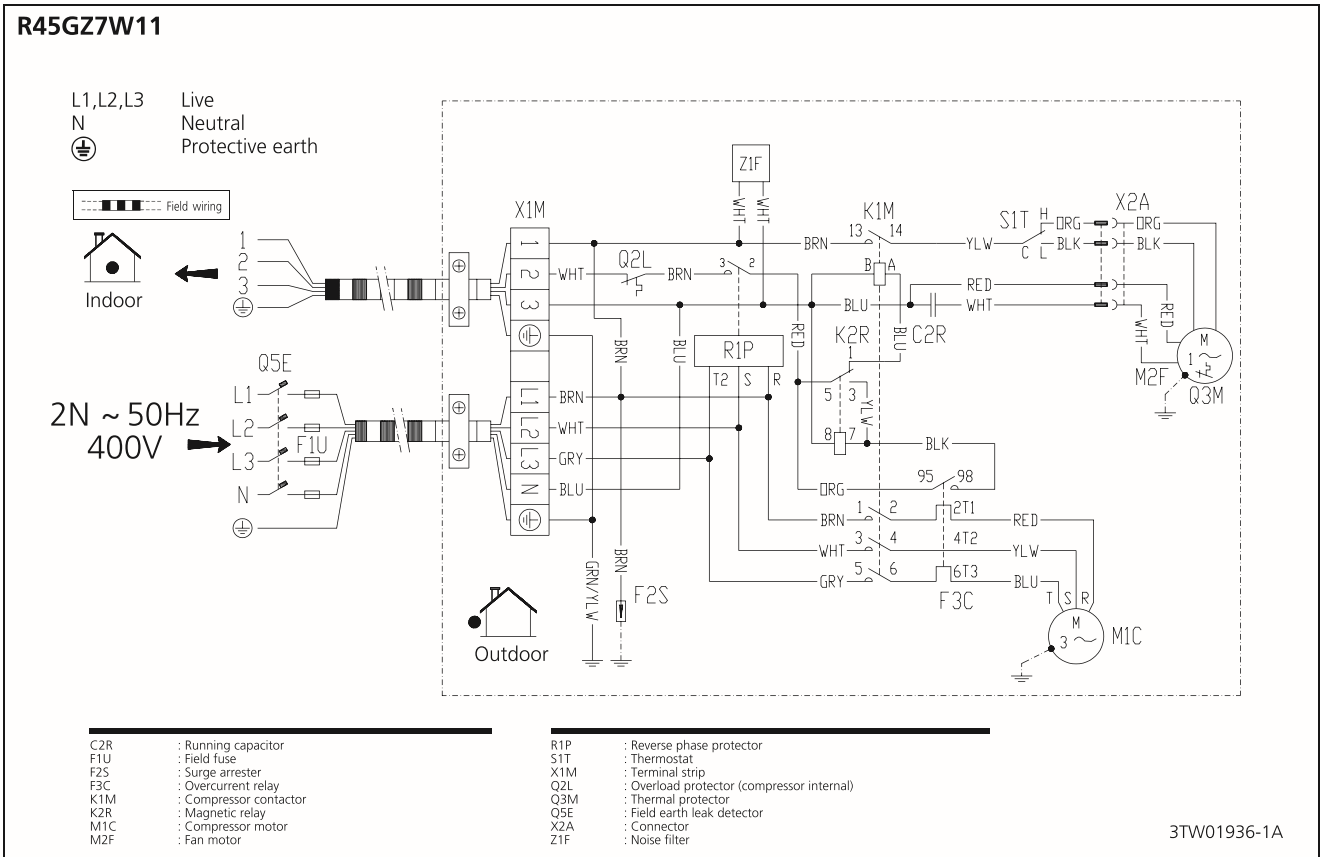 R45GZ7W11
L1,L2,L3 Live
N Neutral
Protective earth
Field wiring
Indoor
1
2
3
X1M
1
2
3
L1
L2
L3
N
Q5E
L1
L2
L3
N
F1U
2N ~ 50Hz
400V
Z1F
WHT WHT
K1M
13 14
BRN
YLW
S1T
H
C L
ORG
BLK
X2A
ORG
BLK
WHT
Q2L
BRN
3 2
B A
RED
BLU
WHT
C2R
BLU
RED
K2R
1
5 3
YLW
8 7
BLK
R1P
T2 S R
BRN
BLU
BRN
WHT
GRY
BLU
ORG
95 98
BRN
1 2
2T1
RED
WHT
3 4
4T2
YLW
GRY
5 6
6T3
BLU
F3C
T S R
M
3 ~
M1C
WHT
RED
M
1 ~
M2F
Q3M
GRN/YLW
BRN
F2S
Outdoor
C2R : Running capacitor
F1U : Field fuse
F2S : Surge arrester
F3C : Overcurrent relay
K1M : Compressor contactor
K2R : Magnetic relay
M1C : Compressor motor
M2F : Fan motor
R1P : Reverse phase protector
S1T : Thermostat
X1M : Terminal strip
Q2L : Overload protector (compressor internal)
Q3M : Thermal protector
Q5E : Field earth leak detector
X2A : Connector
Z1F : Noise filter
3TW01936-1A